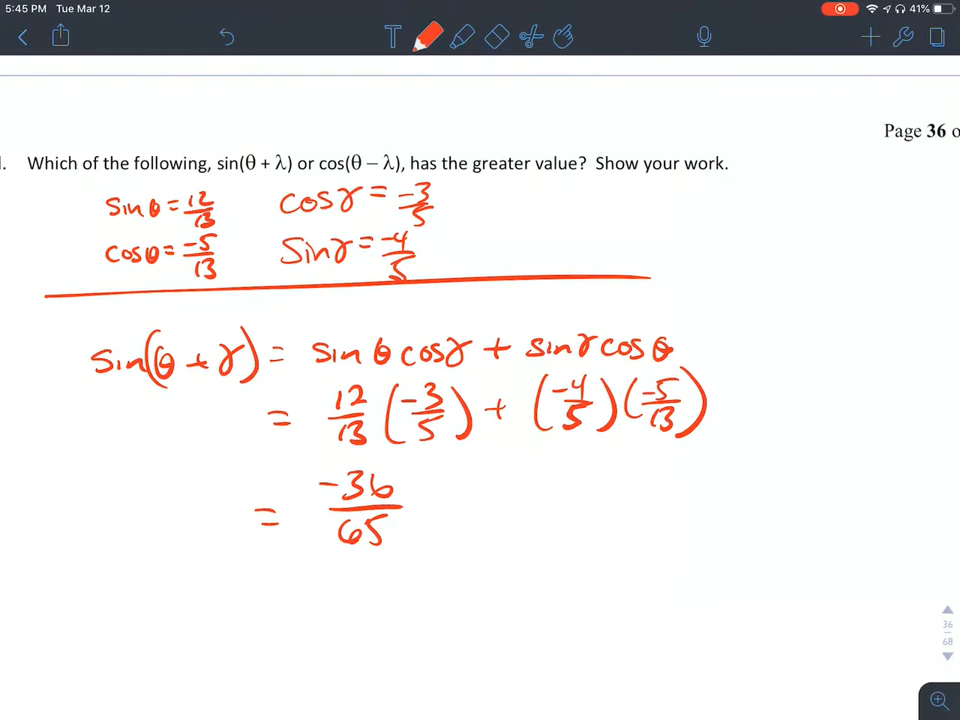 5:45 PM Tue Mar 12
41%
T
Page 36 o
Which of the following, sin(θ + λ) or cos(θ − λ), has the greater value? Show your work.
sin θ = 12/13 cos γ = -3/5
cos θ = -5/13 sin γ = -4/5
sin(θ + γ) = sin θ cos γ + sin γ cos θ
= 12/13 (-3/5) + (-4/5)(-5/13)
= -36/65
36
68